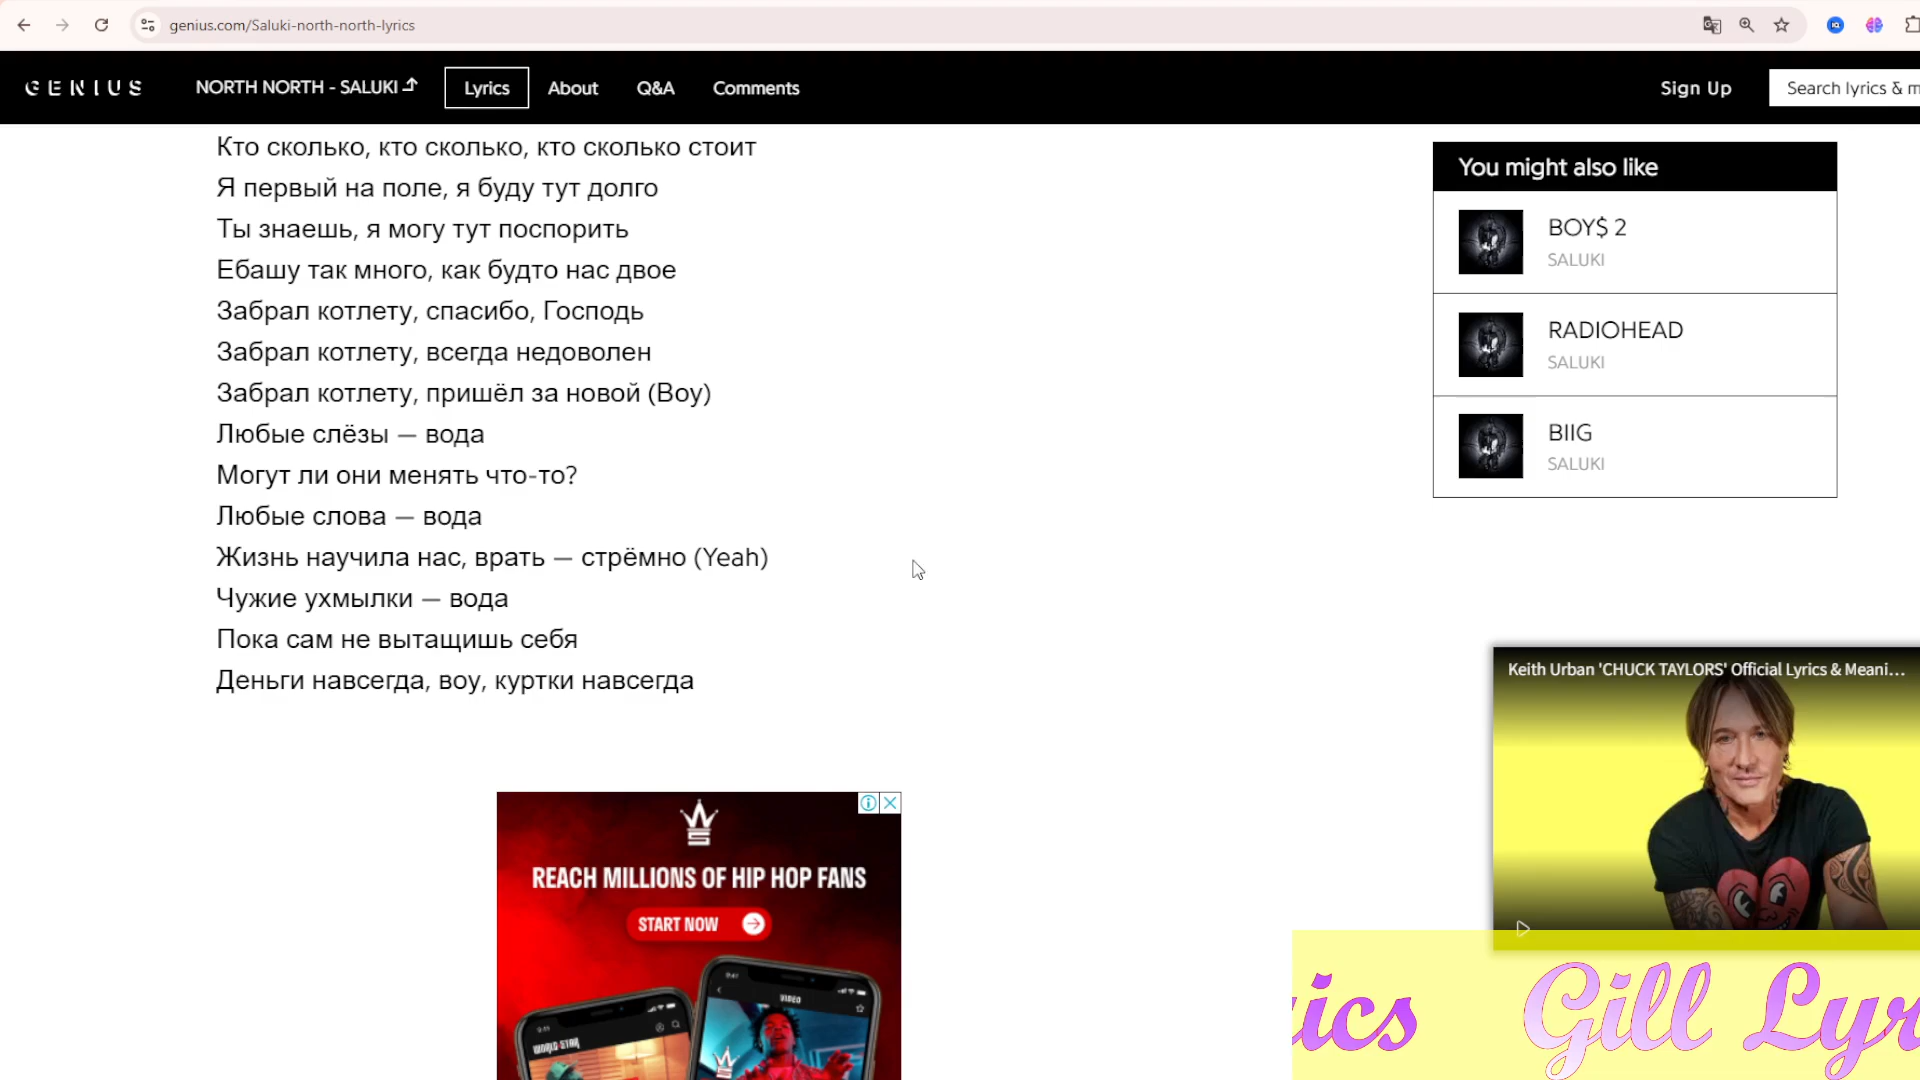 genius.com/Saluki-north-north-lyrics
GENIUS
NORTH NORTH - SALUKI
Lyrics
About
Q&A
Comments
Sign Up
Search lyrics & m
Кто сколько, кто сколько, кто сколько стоит
Я первый на поле, я буду тут долго
Ты знаешь, я могу тут поспорить
Ебашу так много, как будто нас двое
Забрал котлету, спасибо, Господь
Забрал котлету, всегда недоволен
Забрал котлету, пришёл за новой (Boy)
Любые слёзы — вода
Могут ли они менять что-то?
Любые слова — вода
Жизнь научила нас, врать — стрёмно (Yeah)
Чужие ухмылки — вода
Пока сам не вытащишь себя
Деньги навсегда, воу, куртки навсегда
You might also like
BOY$ 2
SALUKI
RADIOHEAD
SALUKI
BIIG
SALUKI
Keith Urban 'CHUCK TAYLORS' Official Lyrics & Meani...
REACH MILLIONS OF HIP HOP FANS
START NOW
VIDEO
WORLD STAR
ics Gill Lyr